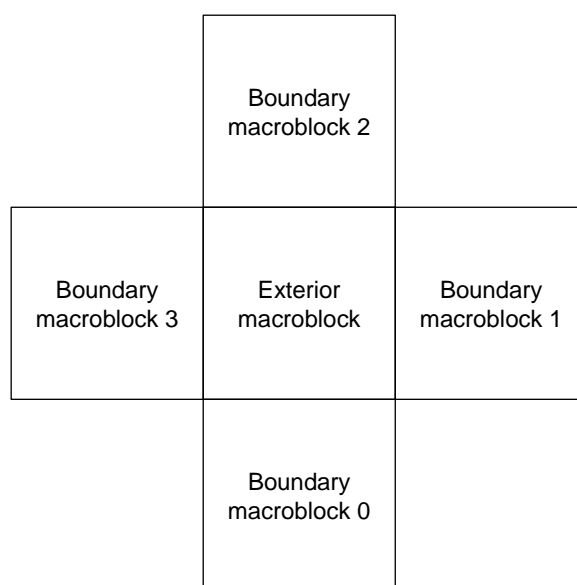 Boundary
macroblock 2
Boundary
macroblock 3
Exterior
macroblock
Boundary
macroblock 1
Boundary
macroblock 0